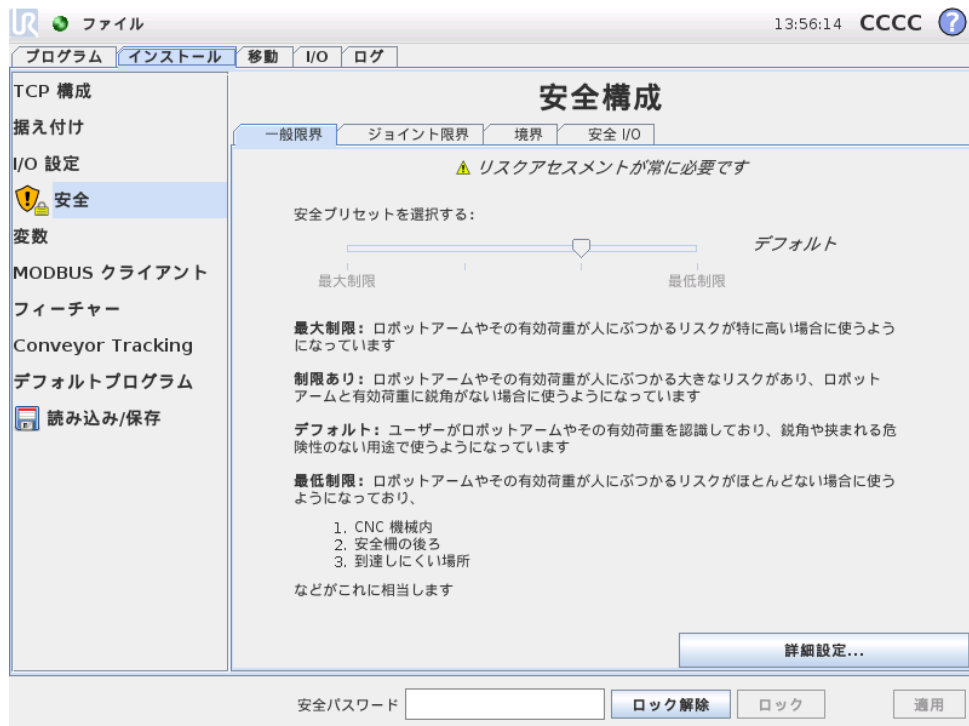 UR ファイル 13:56:14 CCCC ?
プログラム インストール 移動 I/O ログ
TCP 構成
据え付け
I/O 設定
安全
変数
MODBUS クライアント
フィーチャー
Conveyor Tracking
デフォルトプログラム
読み込み/保存
安全構成
一般限界 ジョイント限界 境界 安全 I/O
リスクアセスメントが常に必要です
安全プリセットを選択する:
デフォルト
最大制限 最低制限
最大制限: ロボットアームやその有効荷重が人にぶつかるリスクが特に高い場合に使うよう
になっています
制限あり: ロボットアームやその有効荷重が人にぶつかる大きなリスクがあり、ロボット
アームと有効荷重に鋭角がない場合に使うようになっています
デフォルト: ユーザーがロボットアームやその有効荷重を認識しており、鋭角や挟まれる危
険性のない用途で使うようになっています
最低制限: ロボットアームやその有効荷重が人にぶつかるリスクがほとんどない場合に使う
ようになっており、
1. CNC 機械内
2. 安全柵の後ろ
3. 到達しにくい場所
などがこれに相当します
詳細設定...
安全パスワード ロック解除 ロック 適用